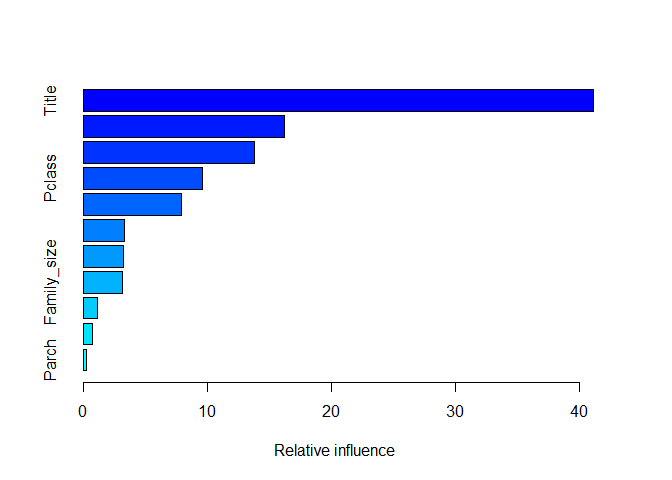 Title
Pclass
Family_size
Parch
0 10 20 30 40
Relative influence